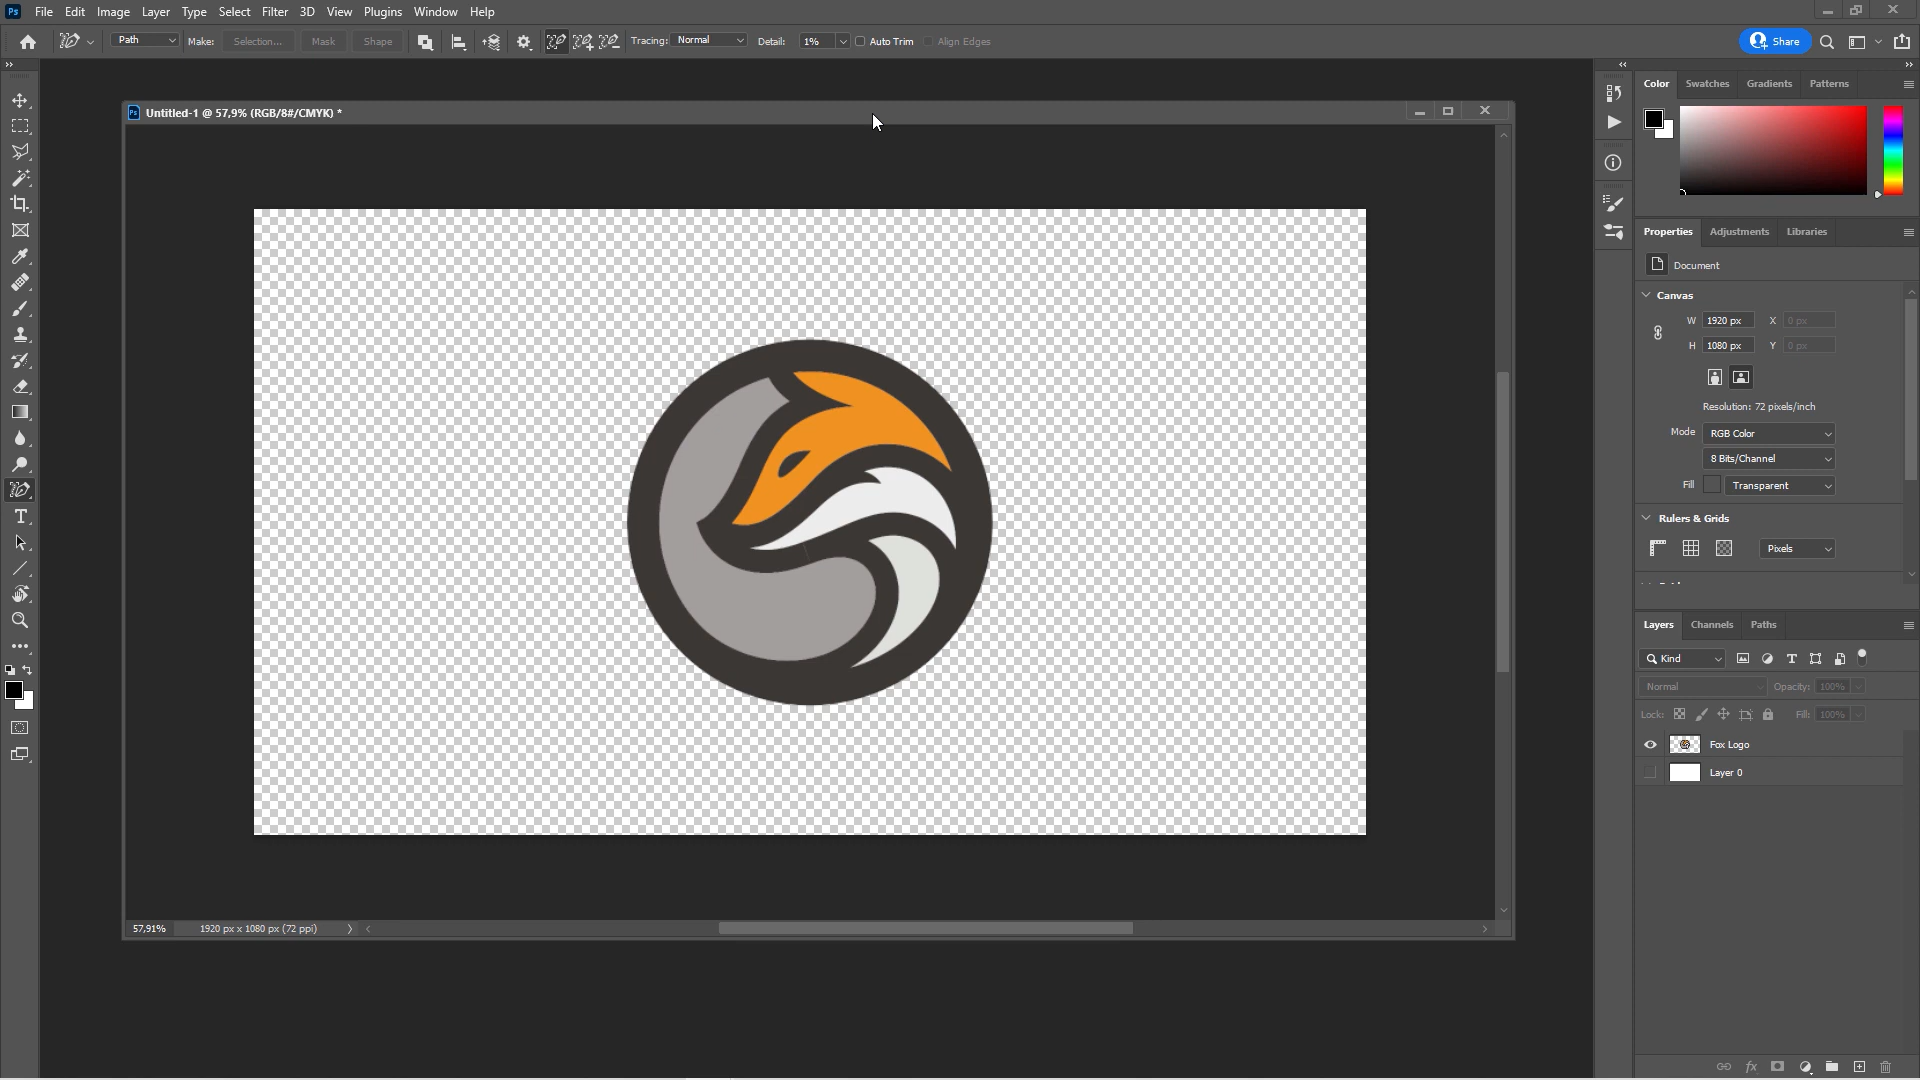 Ps File Edit Image Layer Type Select Filter 3D View Plugins Window Help
Path Make: Selection... Mask Shape Tracing: Normal Detail: 1% Auto Trim Align Edges Share
Color Swatches Gradients Patterns
Untitled-1 @ 57,9% (RGB/8#/CMYK) *
Properties Adjustments Libraries
Document
Canvas
W 1920 px X 0 px
H 1080 px Y 0 px
Resolution: 72 pixels/inch
Mode RGB Color
8 Bits/Channel
Fill Transparent
Rulers & Grids
Pixels
Layers Channels Paths
Kind
Normal Opacity: 100%
Lock: Fill: 100%
Fox Logo
Layer 0
57,91% 1920 px x 1080 px (72 ppi)